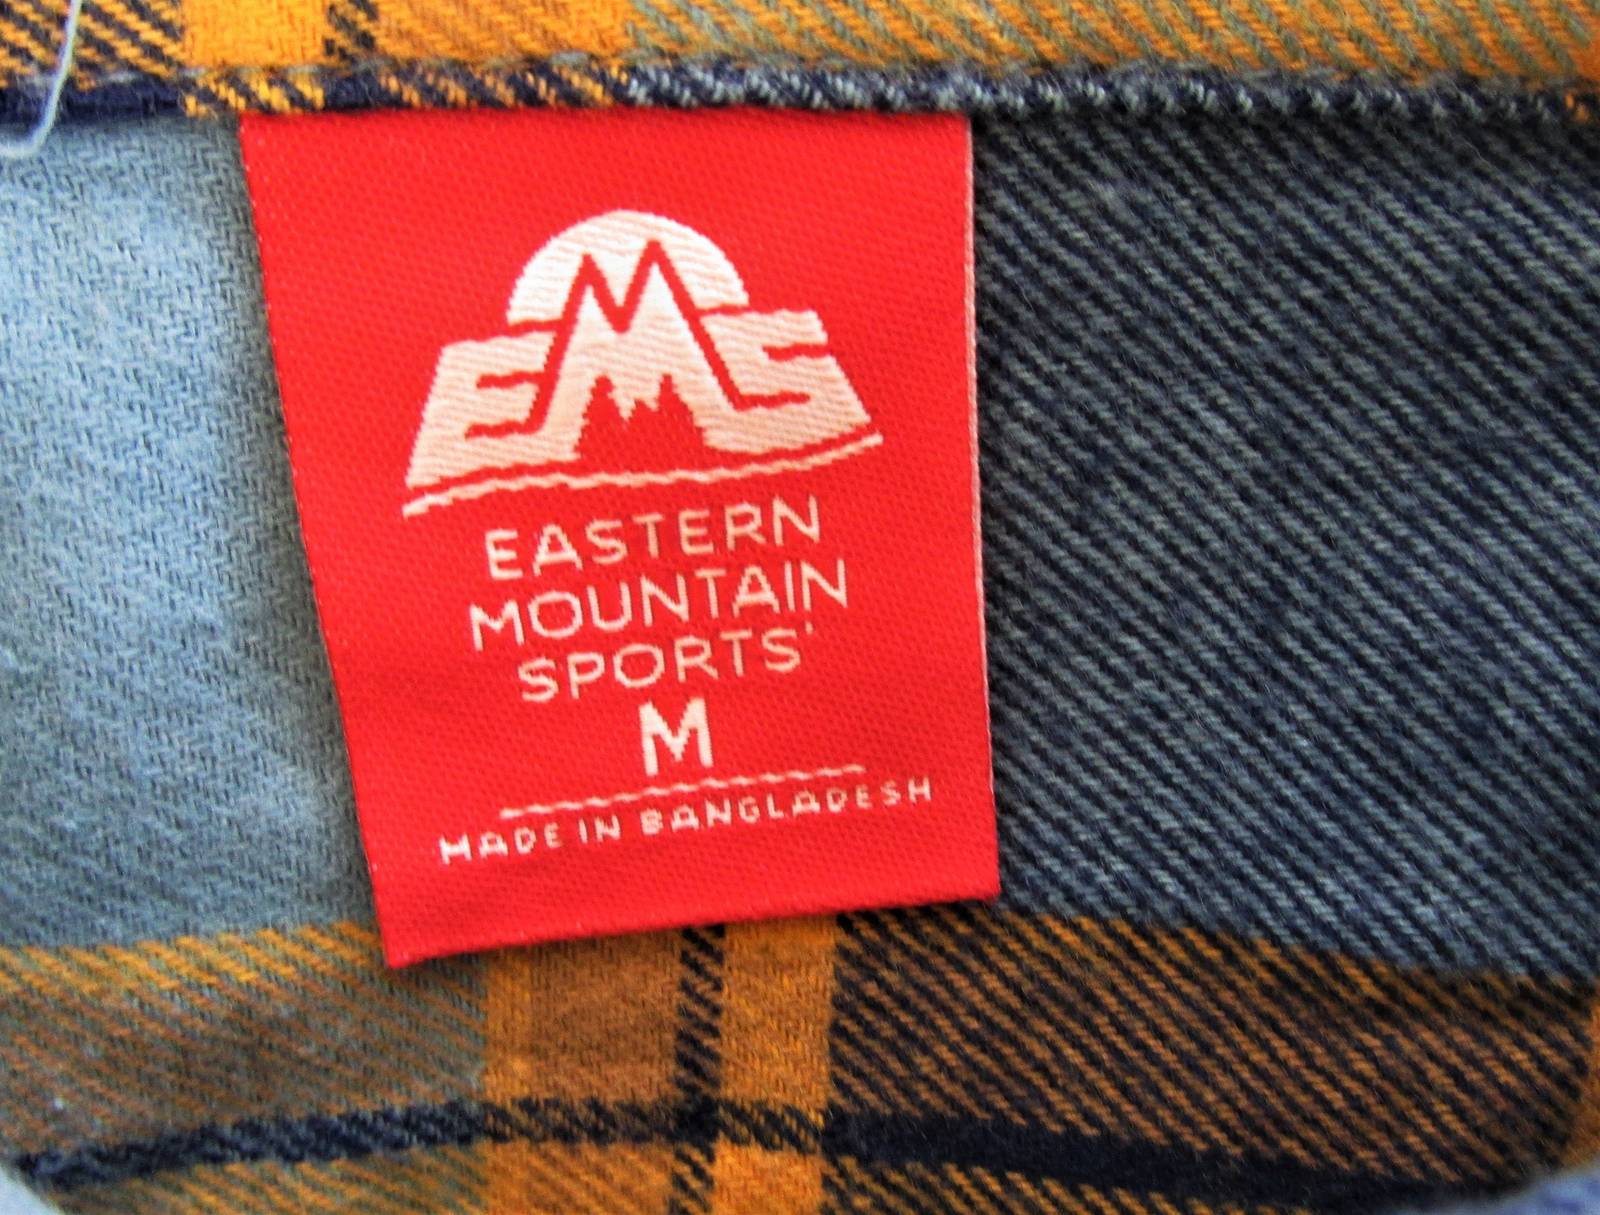 EMS
EASTERN
MOUNTAIN
SPORTS'
M
MADE IN BANGLADESH